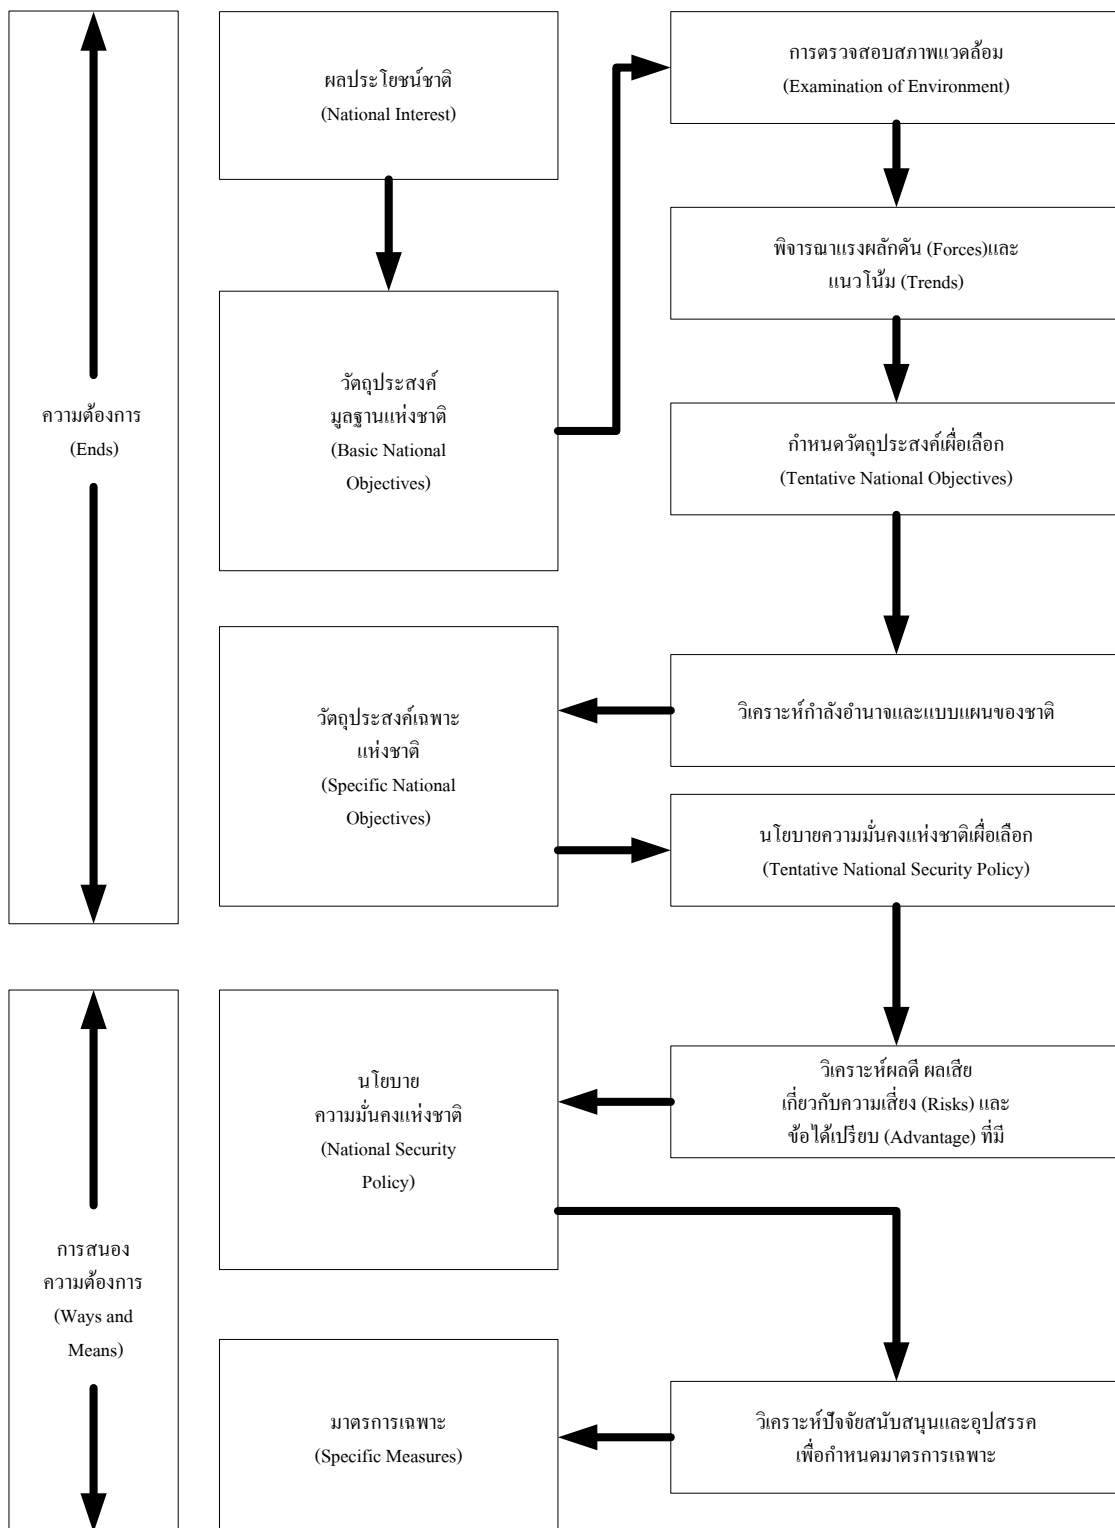 ผลประโยชน์ชาติ
(National Interest)
การตรวจสอบสภาพแวดล้อม
(Examination of Environment)
พิจารณาแรงผลักดัน (Forces)และ
แนวโน้ม (Trends)
ความต้องการ
(Ends)
วัตถุประสงค์
มูลฐานแห่งชาติ
(Basic National
Objectives)
กำหนดวัตถุประสงค์เผื่อเลือก
(Tentative National Objectives)
วิเคราะห์กำลังอำนาจและแบบแผนของชาติ
วัตถุประสงค์เฉพาะ
แห่งชาติ
(Specific National
Objectives)
นโยบายความมั่นคงแห่งชาติเผื่อเลือก
(Tentative National Security Policy)
วิเคราะห์ผลดี ผลเสีย
เกี่ยวกับความเสี่ยง (Risks) และ
ข้อได้เปรียบ (Advantage) ที่มี
นโยบาย
ความมั่นคงแห่งชาติ
(National Security
Policy)
การสนอง
ความต้องการ
(Ways and
Means)
มาตรการเฉพาะ
(Specific Measures)
วิเคราะห์ปัจจัยสนับสนุนและอุปสรรค
เพื่อกำหนดมาตรการเฉพาะ